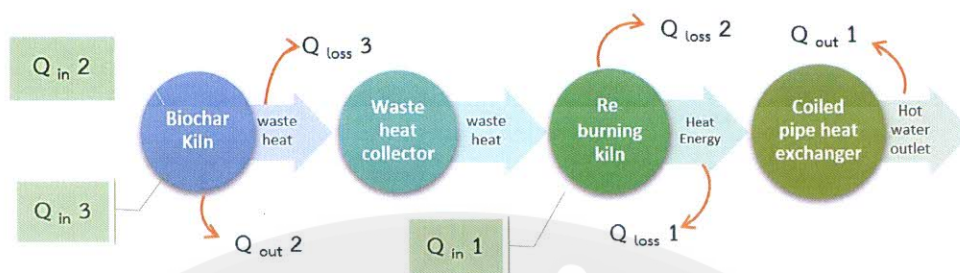 Q in 2
Q in 3
Biochar
Kiln
Q loss 3
waste
heat
Q out 2
Waste
heat
collector
waste
heat
Q in 1
Re
burning
kiln
Q loss 2
Heat
Energy
Q loss 1
Coiled
pipe heat
exchanger
Q out 1
Hot
water
outlet